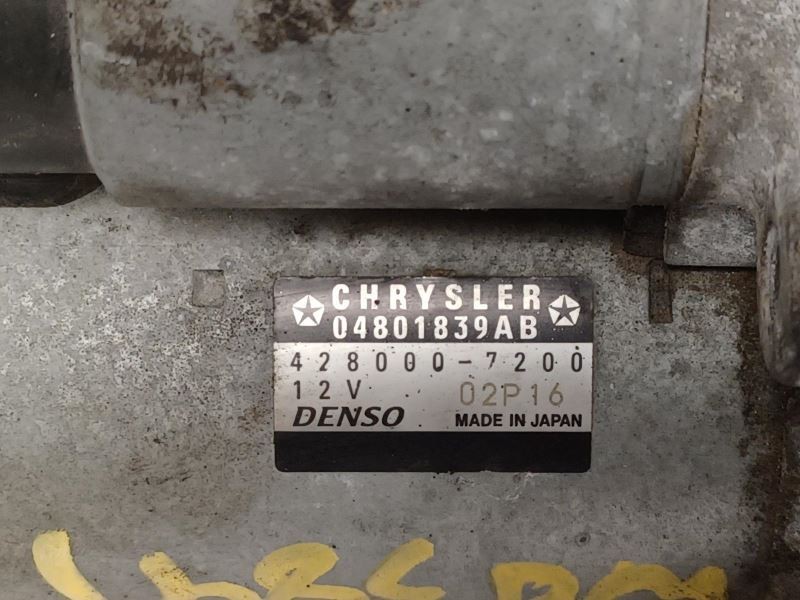 CHRYSLER
04801839AB
428000-7200
12V 02P16
DENSO MADE IN JAPAN